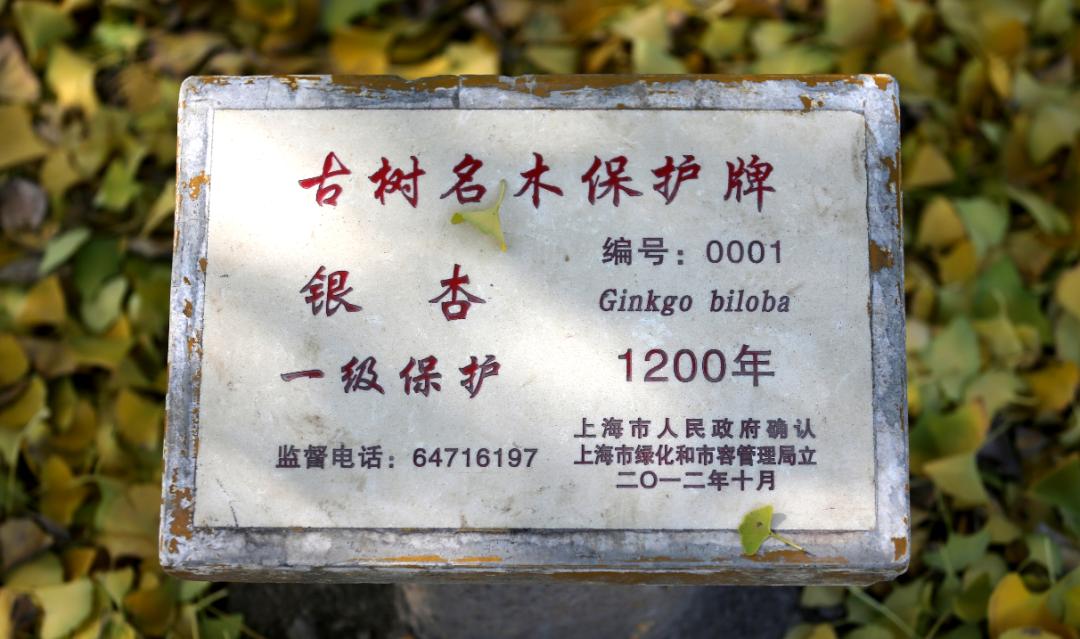 古树名木保护牌
编号：0001
银杏
Ginkgo biloba
一级保护
1200年
上海市人民政府确认
监督电话：64716197
上海市绿化和市容管理局立
二〇一二年十月